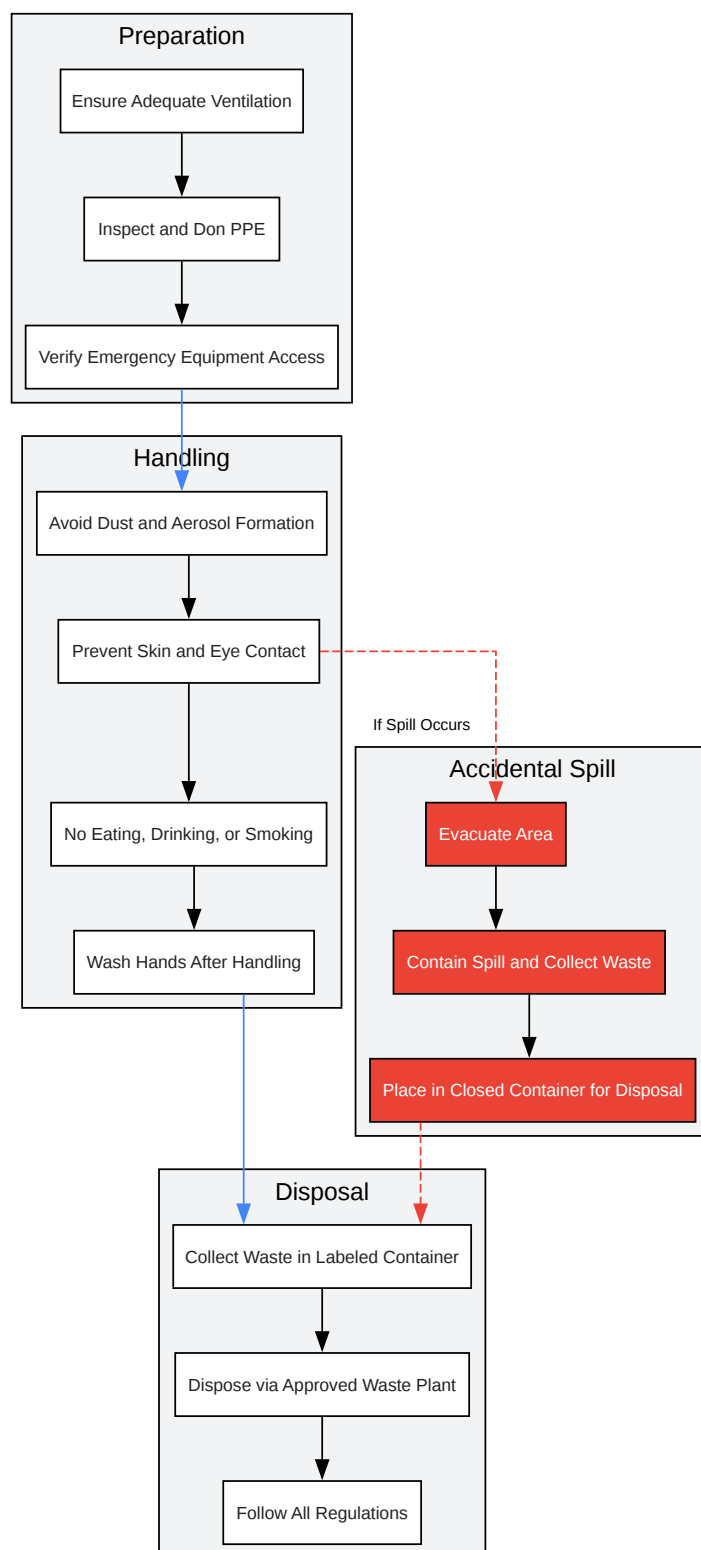 Preparation
Ensure Adequate Ventilation
Inspect and Don PPE
Verify Emergency Equipment Access
Handling
Avoid Dust and Aerosol Formation
Prevent Skin and Eye Contact
If Spill Occurs
No Eating, Drinking, or Smoking
Wash Hands After Handling
Accidental Spill
Evacuate Area
Contain Spill and Collect Waste
Place in Closed Container for Disposal
Disposal
Collect Waste in Labeled Container
Dispose via Approved Waste Plant
Follow All Regulations